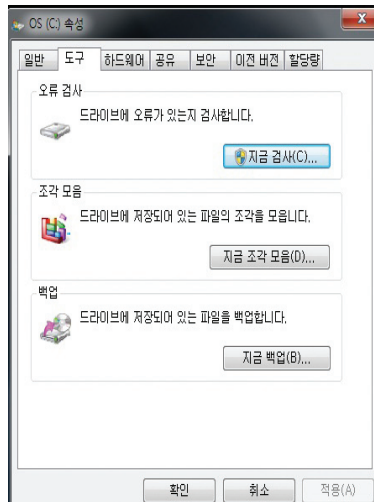 OS (C:) 속성
일반 도구 하드웨어 공유 보안 이전 버전 할당량
오류 검사
드라이브에 오류가 있는지 검사합니다.
지금 검사(C)...
조각 모음
드라이브에 저장되어 있는 파일의 조각을 모읍니다.
지금 조각 모음(D)...
백업
드라이브에 저장되어 있는 파일을 백업합니다.
지금 백업(B)...
확인 취소 적용(A)